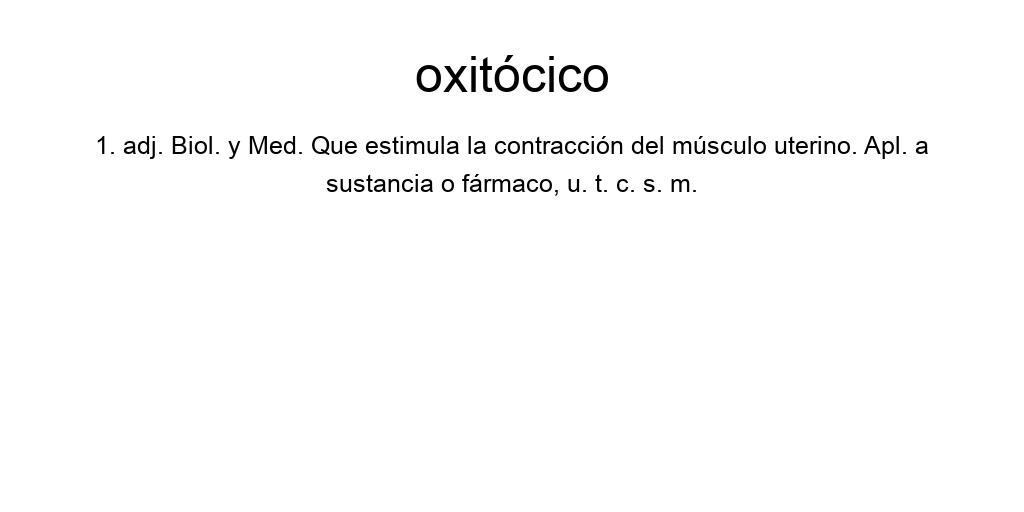 oxitócico
1. adj. Biol. y Med. Que estimula la contracción del músculo uterino. Apl. a
sustancia o fármaco, u. t. c. s. m.